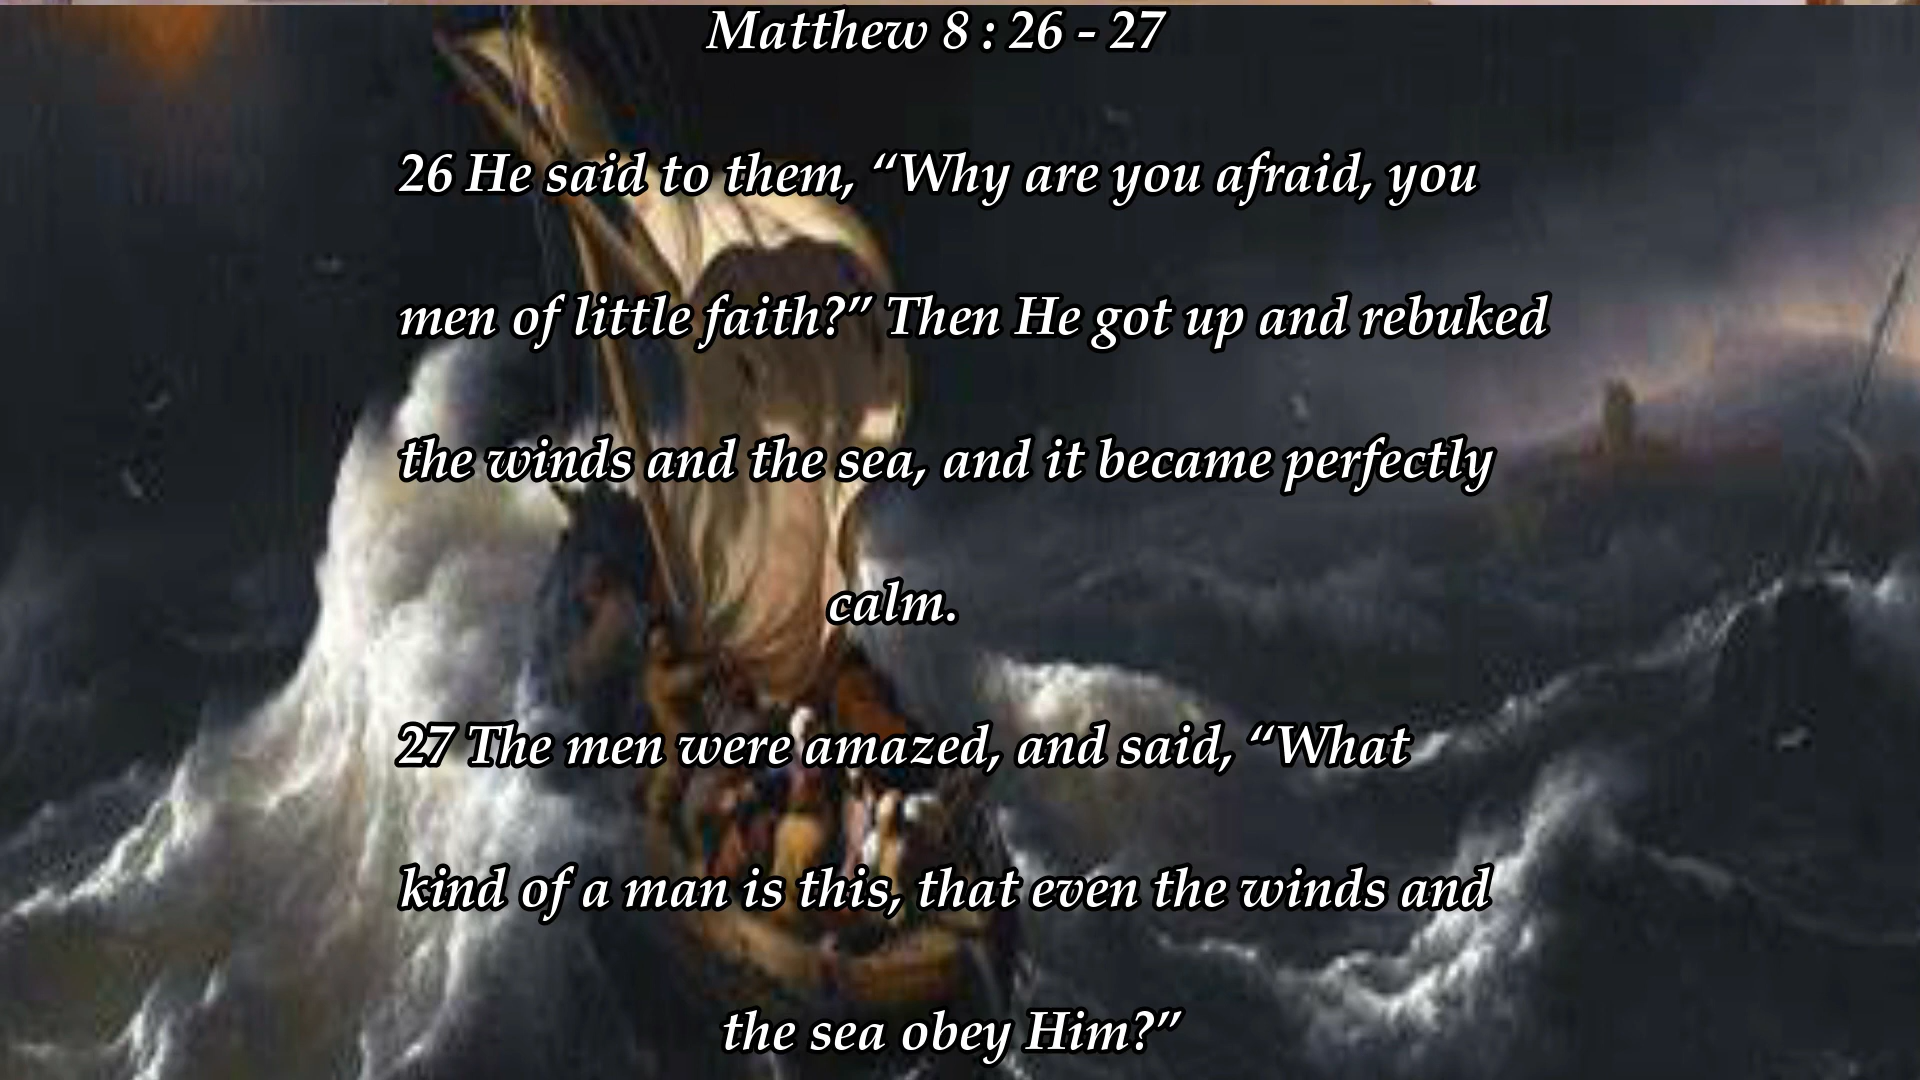 Matthew 8 : 26 - 27
26 He said to them, “Why are you afraid, you
men of little faith?” Then He got up and rebuked
the winds and the sea, and it became perfectly
calm.
27 The men were amazed, and said, “What
kind of a man is this, that even the winds and
the sea obey Him?”